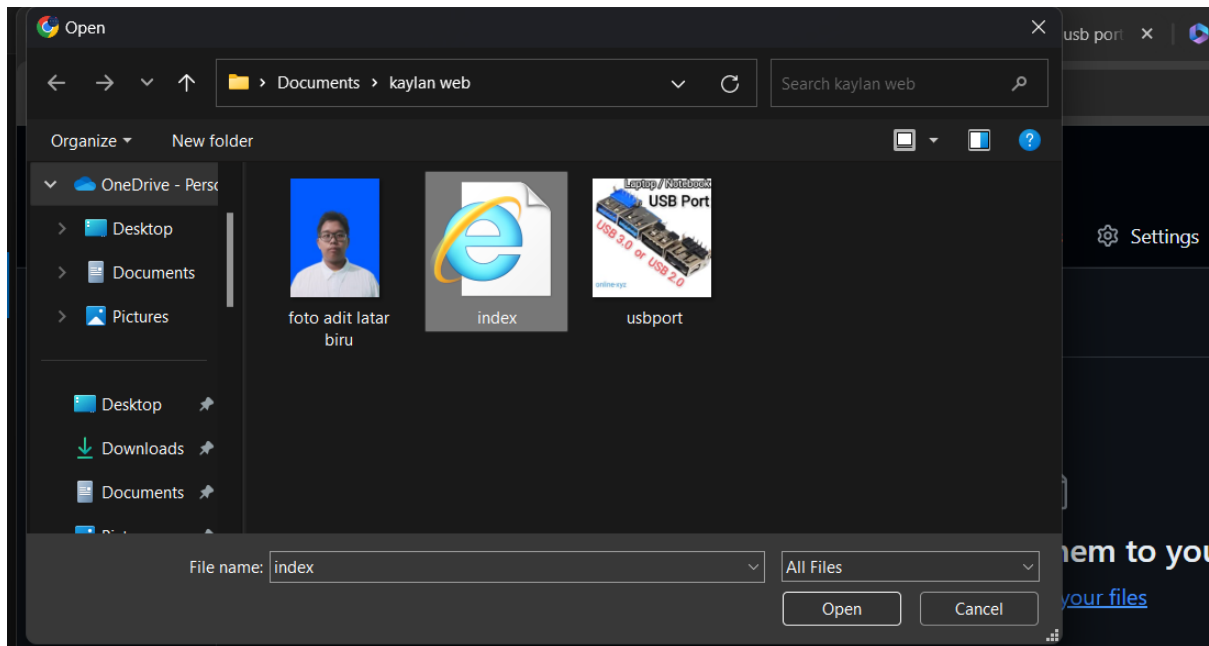 Open
usb port
Documents > kaylan web
Search kaylan web
Organize
New folder
OneDrive - Perso
Desktop
Documents
Pictures
Desktop
Downloads
Documents
Laptop / Notebook
USB Port
USB 3.0 or USB 2.0
online-xyz
foto adit latar
biru
index
usbport
Settings
File name: index
All Files
Open
Cancel
hem to you
your files